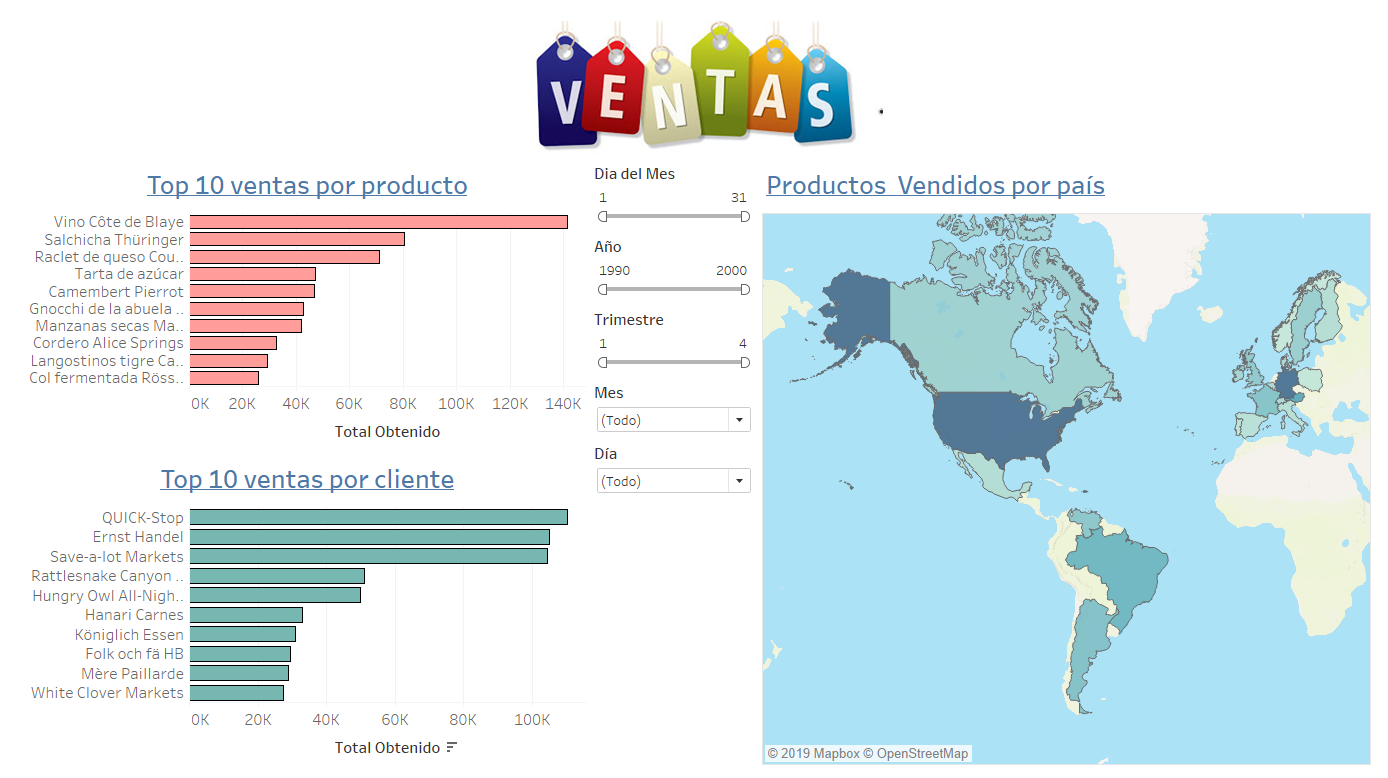 VENTAS
Top 10 ventas por producto
Vino Côte de Blaye
Salchicha Thüringer
Raclet de queso Cou..
Tarta de azúcar
Camembert Pierrot
Gnocchi de la abuela ..
Manzanas secas Ma..
Cordero Alice Springs
Langostinos tigre Ca..
Col fermentada Röss..
0K 20K 40K 60K 80K 100K 120K 140K
Total Obtenido
Top 10 ventas por cliente
QUICK-Stop
Ernst Handel
Save-a-lot Markets
Rattlesnake Canyon ..
Hungry Owl All-Nigh..
Hanari Carnes
Königlich Essen
Folk och fä HB
Mère Paillarde
White Clover Markets
0K 20K 40K 60K 80K 100K
Total Obtenido
Dia del Mes
1 31
Año
1990 2000
Trimestre
1 4
Mes
(Todo)
Día
(Todo)
Productos Vendidos por país
© 2019 Mapbox © OpenStreetMap